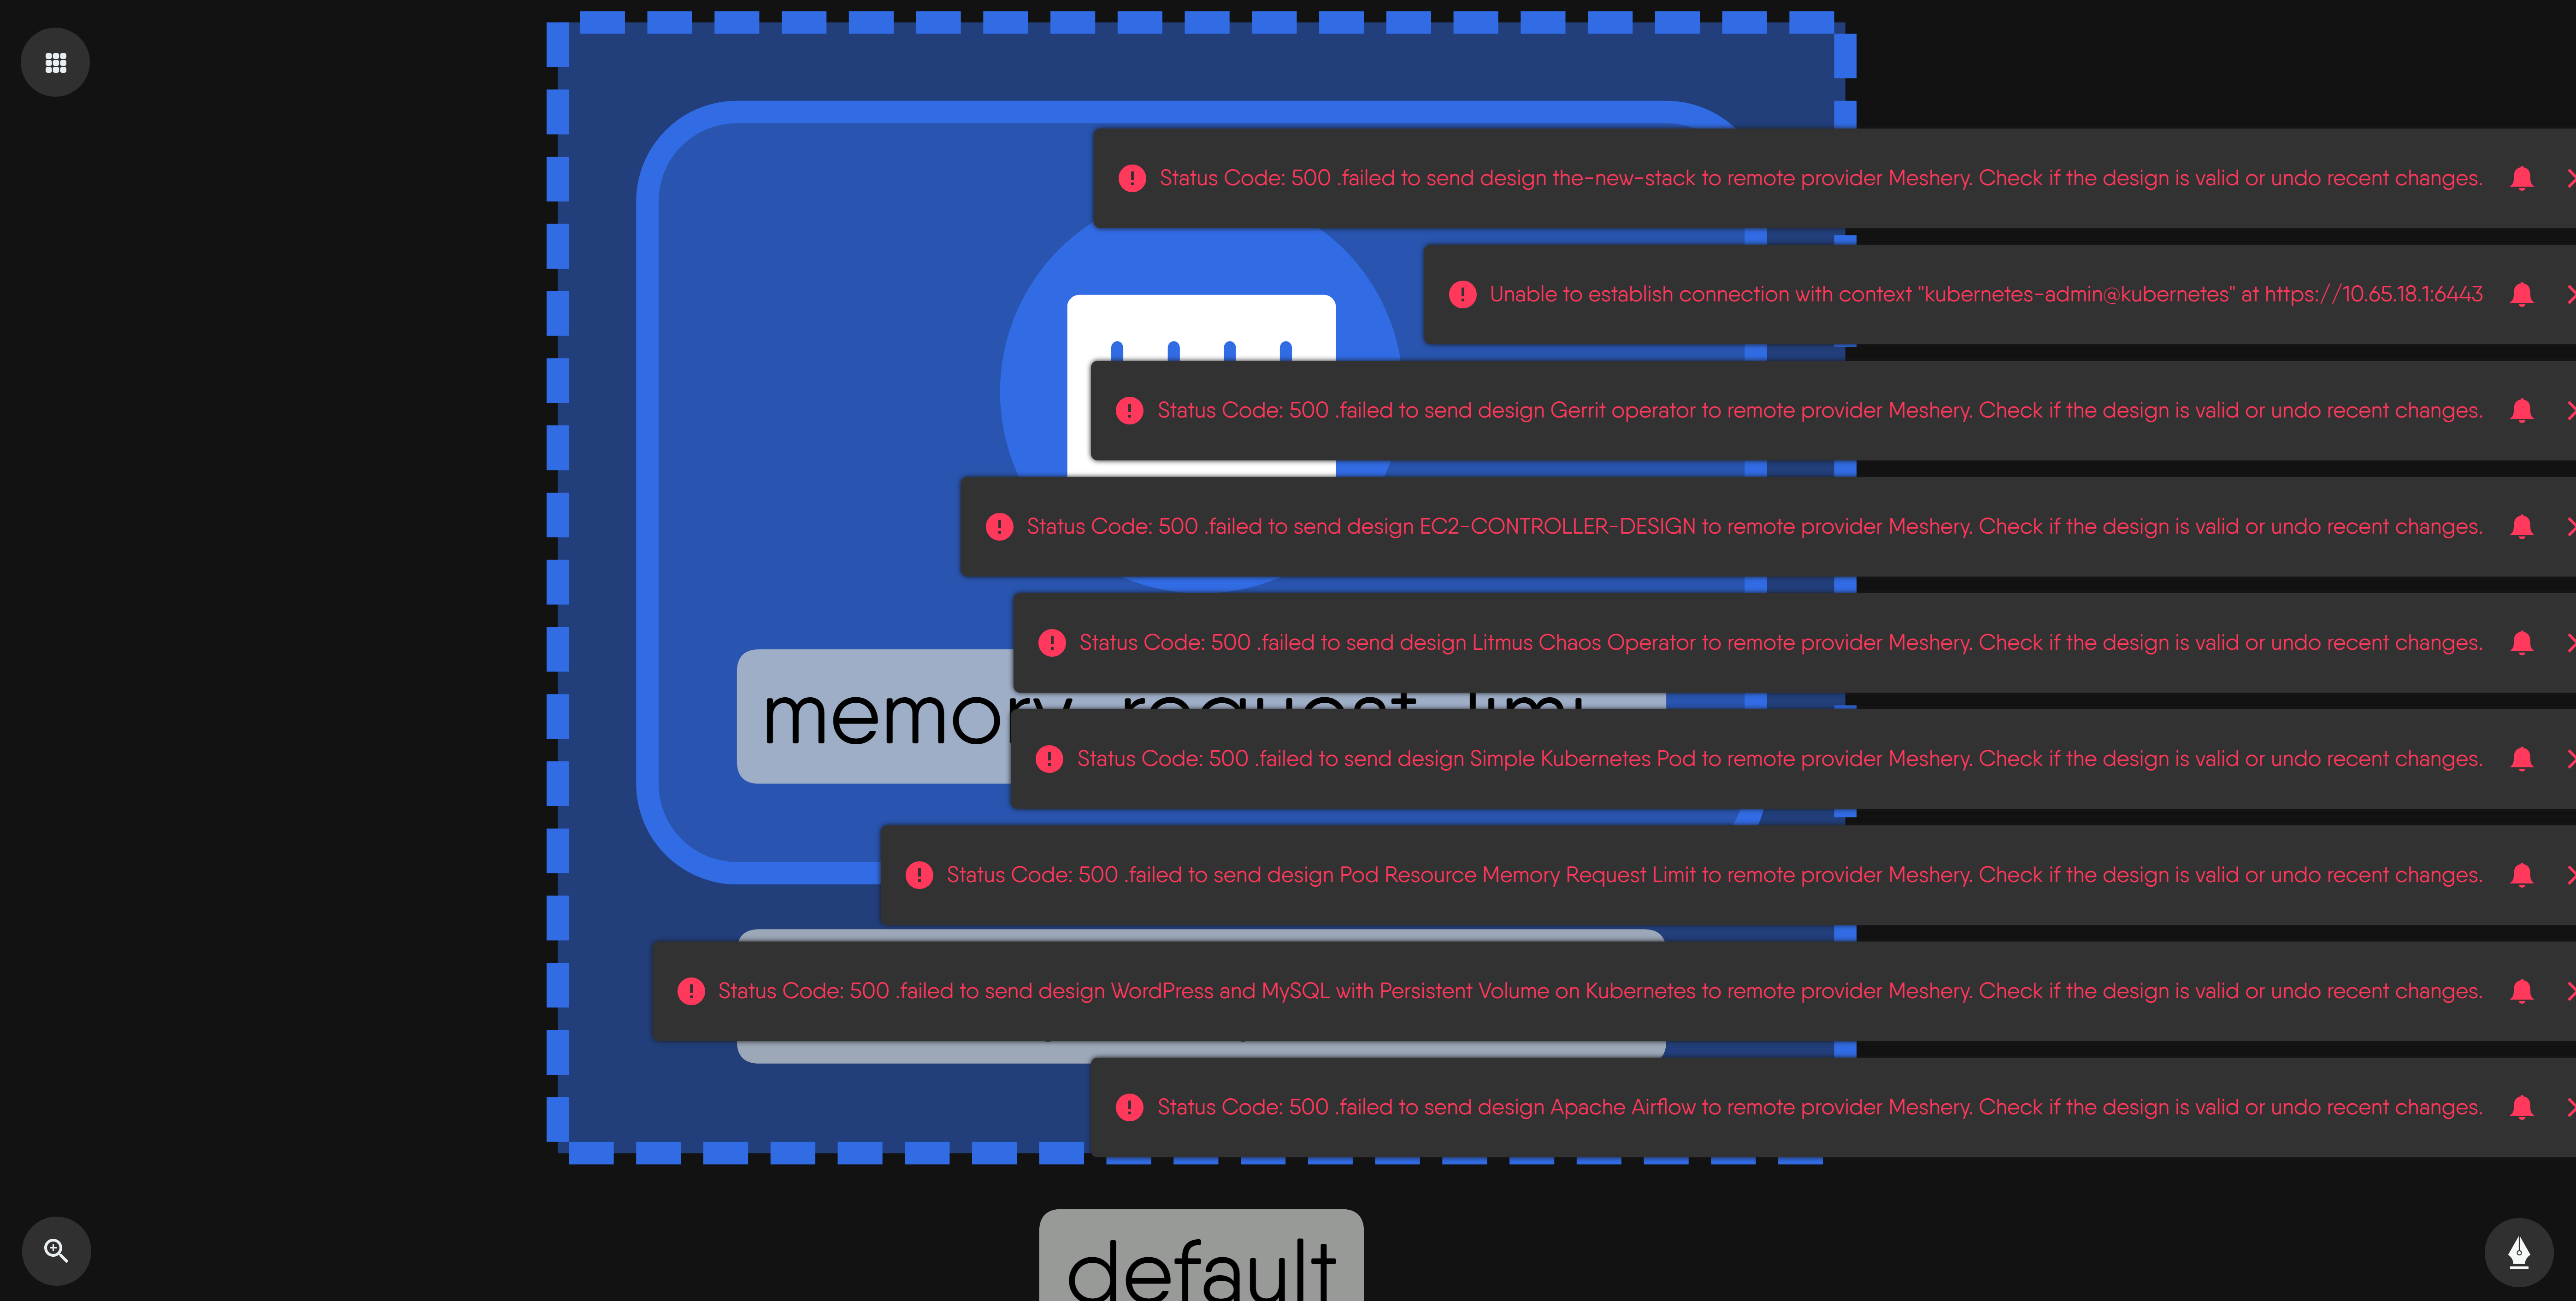 Status Code: 500 .failed to send design the-new-stack to remote provider Meshery. Check if the design is valid or undo recent changes.
Unable to establish connection with context "kubernetes-admin@kubernetes" at https://10.65.18.1:6443
Status Code: 500 .failed to send design Gerrit operator to remote provider Meshery. Check if the design is valid or undo recent changes.
Status Code: 500 .failed to send design EC2-CONTROLLER-DESIGN to remote provider Meshery. Check if the design is valid or undo recent changes.
Status Code: 500 .failed to send design Litmus Chaos Operator to remote provider Meshery. Check if the design is valid or undo recent changes.
memory request limi
Status Code: 500 .failed to send design Simple Kubernetes Pod to remote provider Meshery. Check if the design is valid or undo recent changes.
Status Code: 500 .failed to send design Pod Resource Memory Request Limit to remote provider Meshery. Check if the design is valid or undo recent changes.
Status Code: 500 .failed to send design WordPress and MySQL with Persistent Volume on Kubernetes to remote provider Meshery. Check if the design is valid or undo recent changes.
Status Code: 500 .failed to send design Apache Airflow to remote provider Meshery. Check if the design is valid or undo recent changes.
default